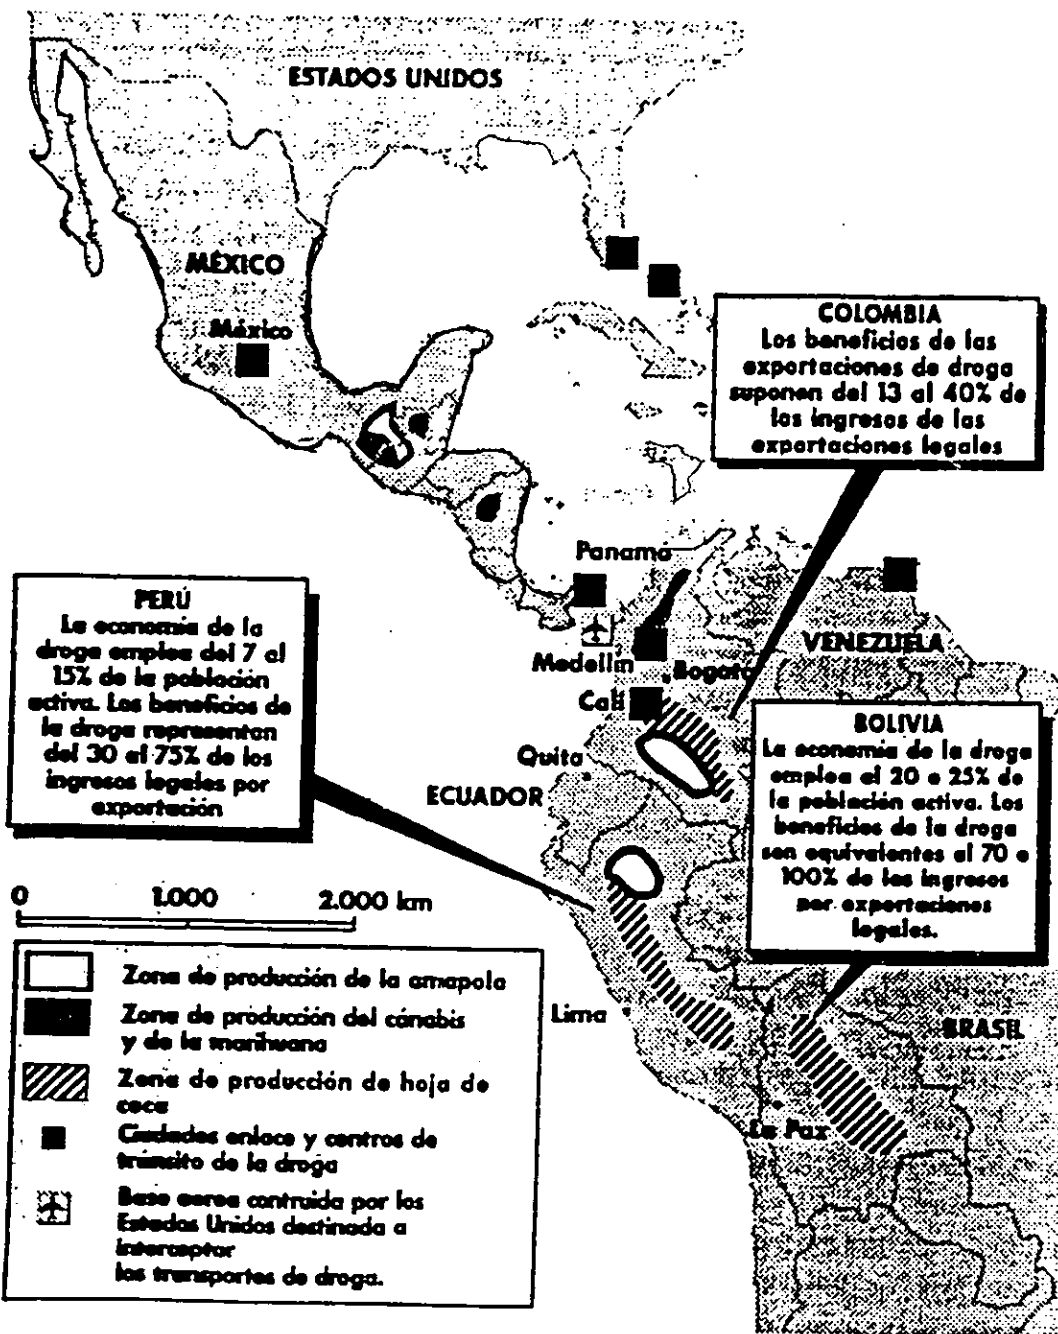 ESTADOS UNIDOS
MÉXICO
México
COLOMBIA
Los beneficios de las
exportaciones de droga
suponen del 13 al 40% de
los ingresos de las
exportaciones legales
Panamá
PERÚ
La economía de la
droga emplea del 7 al
15% de la población
activa. Los beneficios de
la droga representan
del 30 al 75% de los
ingresos legales por
exportación
VENEZUELA
Medellín
Bogotá
Cali
BOLIVIA
La economía de la droga
emplea el 20 o 25% de
la población activa. Los
beneficios de la droga
son equivalentes al 70 o
100% de los ingresos
por exportaciones
legales.
Quito
ECUADOR
0 1.000 2.000 km
Zona de producción de la amapola
Zona de producción del cánabis
y de la marihuana
Zona de producción de hoja de
coca
Ciudades enlace y centros de
tránsito de la droga
Base aerea contruida por los
Estados Unidos destinada a
interceptar
los transportes de droga.
Lima
BRASIL
La Paz